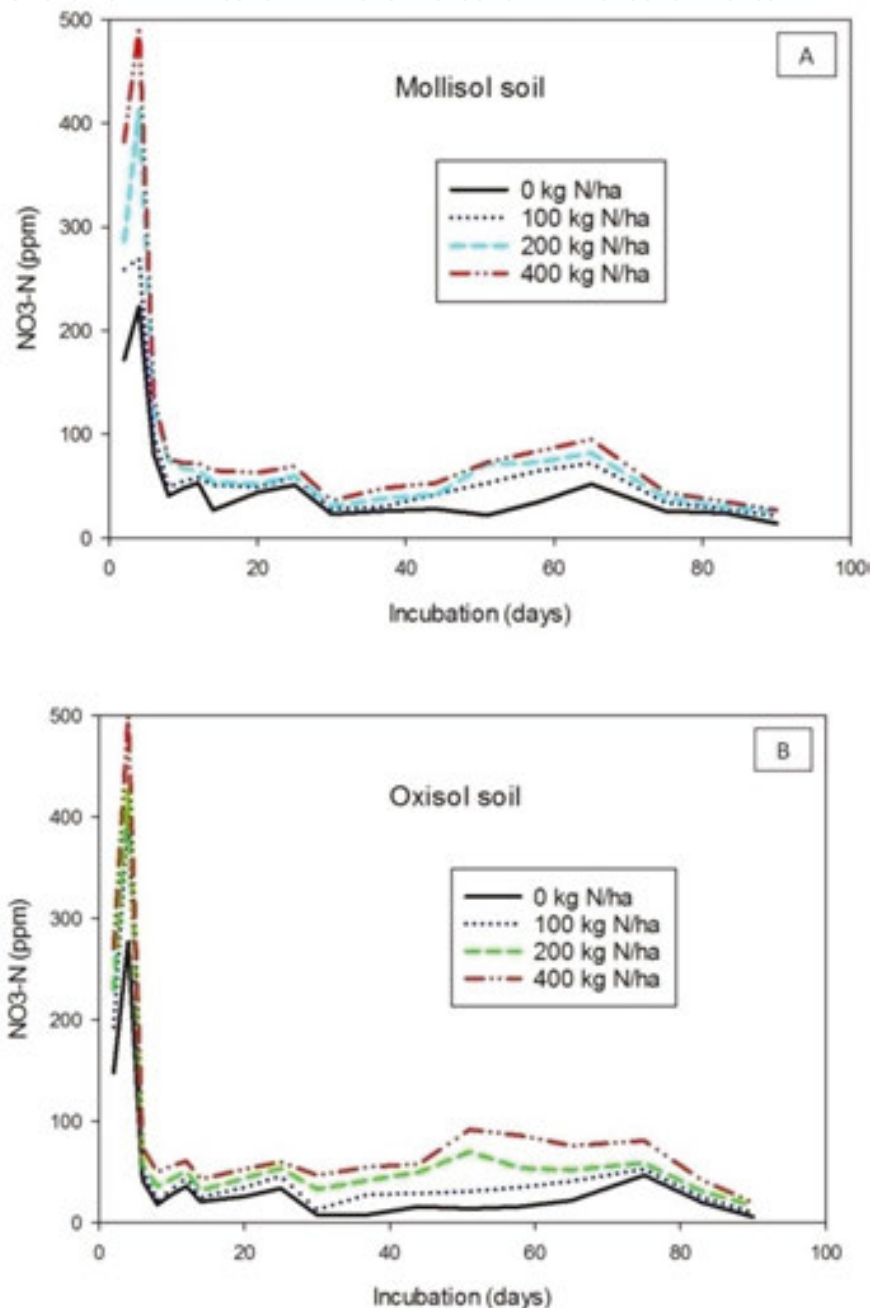 500
A
Mollisol soil
400
0 kg N/ha
100 kg N/ha
200 kg N/ha
400 kg N/ha
300
NO3-N (ppm)
200
100
0
0 20 40 60 80 100
Incubation (days)
500
B
Oxisol soil
400
0 kg N/ha
100 kg N/ha
200 kg N/ha
400 kg N/ha
300
NO3-N (ppm)
200
100
0
0 20 40 60 80 100
Incubation (days)